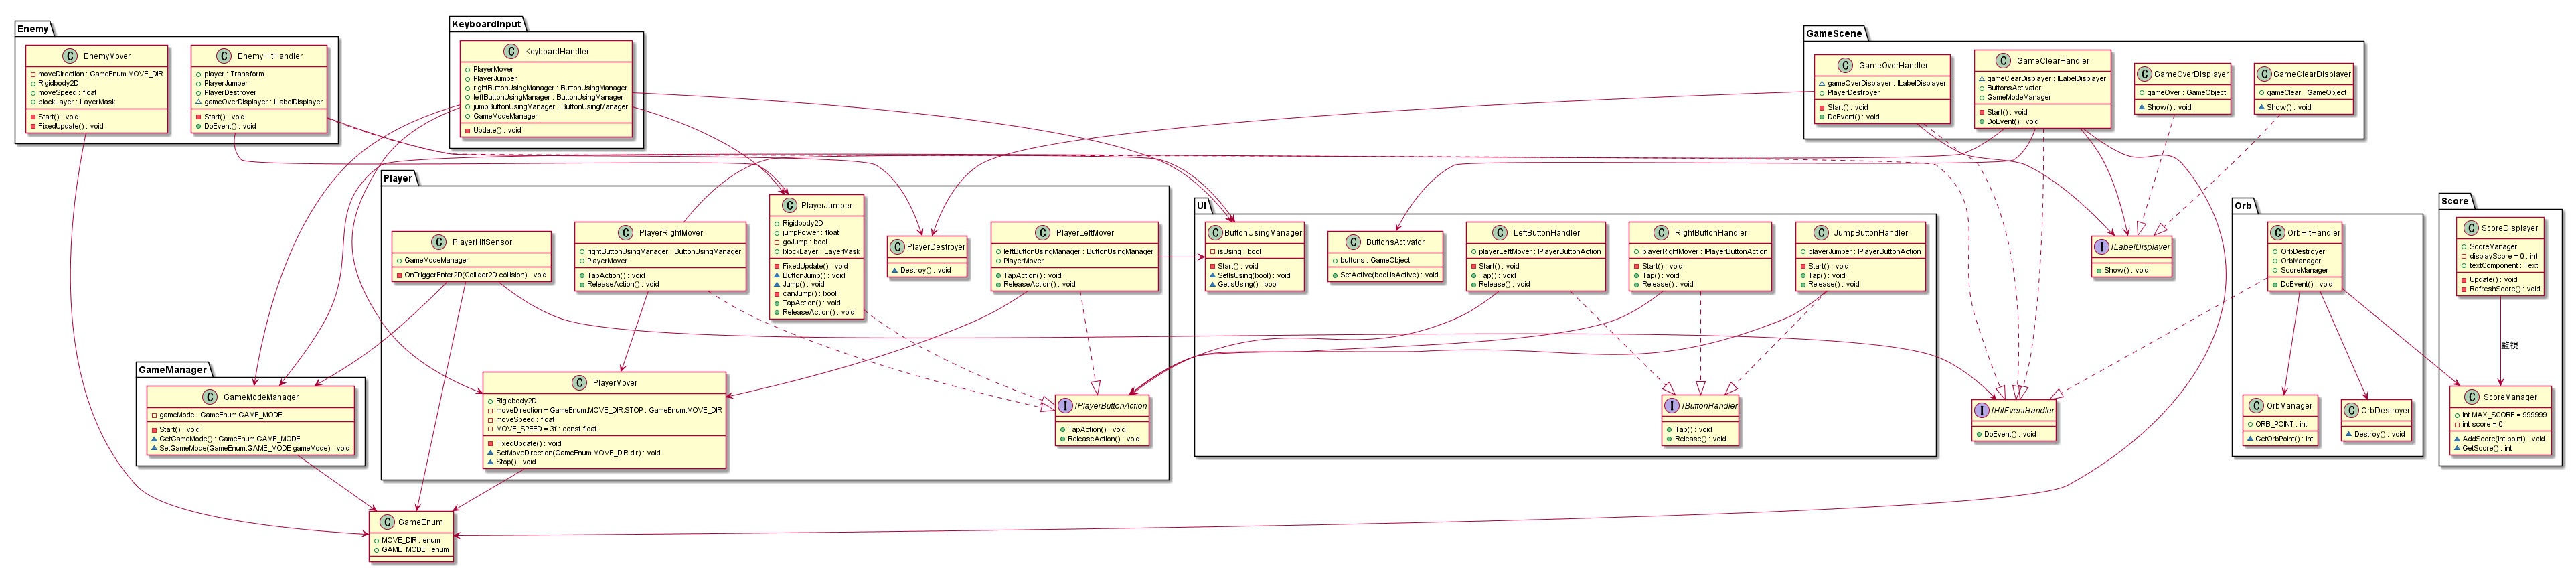 Enemy
C EnemyMover
moveDirection : GameEnum.MOVE_DIR
Rigidbody2D
moveSpeed : float
blockLayer : LayerMask
Start() : void
FixedUpdate() : void
C EnemyHitHandler
player : Transform
PlayerJumper
PlayerDestroyer
gameOverDisplayer : ILabelDisplayer
Start() : void
DoEvent() : void
KeyboardInput
C KeyboardHandler
PlayerMover
PlayerJumper
rightButtonUsingManager : ButtonUsingManager
leftButtonUsingManager : ButtonUsingManager
jumpButtonUsingManager : ButtonUsingManager
GameModeManager
Update() : void
GameScene
C GameOverHandler
gameOverDisplayer : ILabelDisplayer
PlayerDestroyer
Start() : void
DoEvent() : void
C GameClearHandler
gameClearDisplayer : ILabelDisplayer
ButtonsActivator
GameModeManager
Start() : void
DoEvent() : void
C GameOverDisplayer
gameOver : GameObject
Show() : void
C GameClearDisplayer
gameClear : GameObject
Show() : void
Player
C PlayerHitSensor
GameModeManager
OnTriggerEnter2D(Collider2D collision) : void
C PlayerRightMover
rightButtonUsingManager : ButtonUsingManager
PlayerMover
TapAction() : void
ReleaseAction() : void
C PlayerJumper
Rigidbody2D
jumpPower : float
goJump : bool
blockLayer : LayerMask
FixedUpdate() : void
ButtonJump() : void
Jump() : void
canJump() : bool
TapAction() : void
ReleaseAction() : void
C PlayerDestroyer
Destroy() : void
C PlayerLeftMover
leftButtonUsingManager : ButtonUsingManager
PlayerMover
TapAction() : void
ReleaseAction() : void
C PlayerMover
Rigidbody2D
moveDirection = GameEnum.MOVE_DIR.STOP : GameEnum.MOVE_DIR
moveSpeed : float
MOVE_SPEED = 3f : const float
FixedUpdate() : void
SetMoveDirection(GameEnum.MOVE_DIR dir) : void
Stop() : void
I IPlayerButtonAction
TapAction() : void
ReleaseAction() : void
UI
C ButtonUsingManager
isUsing : bool
Start() : void
SetIsUsing(bool) : void
GetIsUsing() : bool
C ButtonsActivator
buttons : GameObject
SetActive(bool isActive) : void
C LeftButtonHandler
playerLeftMover : IPlayerButtonAction
Start() : void
Tap() : void
Release() : void
C RightButtonHandler
playerRightMover : IPlayerButtonAction
Start() : void
Tap() : void
Release() : void
C JumpButtonHandler
playerJumper : IPlayerButtonAction
Start() : void
Tap() : void
Release() : void
I IButtonHandler
Tap() : void
Release() : void
I ILabelDisplayer
Show() : void
I IHitEventHandler
DoEvent() : void
Orb
C OrbHitHandler
OrbDestroyer
OrbManager
ScoreManager
DoEvent() : void
C OrbManager
ORB_POINT : int
GetOrbPoint() : int
C OrbDestroyer
Destroy() : void
Score
C ScoreDisplayer
ScoreManager
displayScore = 0 : int
textComponent : Text
Update() : void
RefreshScore() : void
監視
C ScoreManager
int MAX_SCORE = 999999
int score = 0
AddScore(int point) : void
GetScore() : int
GameManager
C GameModeManager
gameMode : GameEnum.GAME_MODE
Start() : void
GetGameMode() : GameEnum.GAME_MODE
SetGameMode(GameEnum.GAME_MODE gameMode) : void
C GameEnum
MOVE_DIR : enum
GAME_MODE : enum